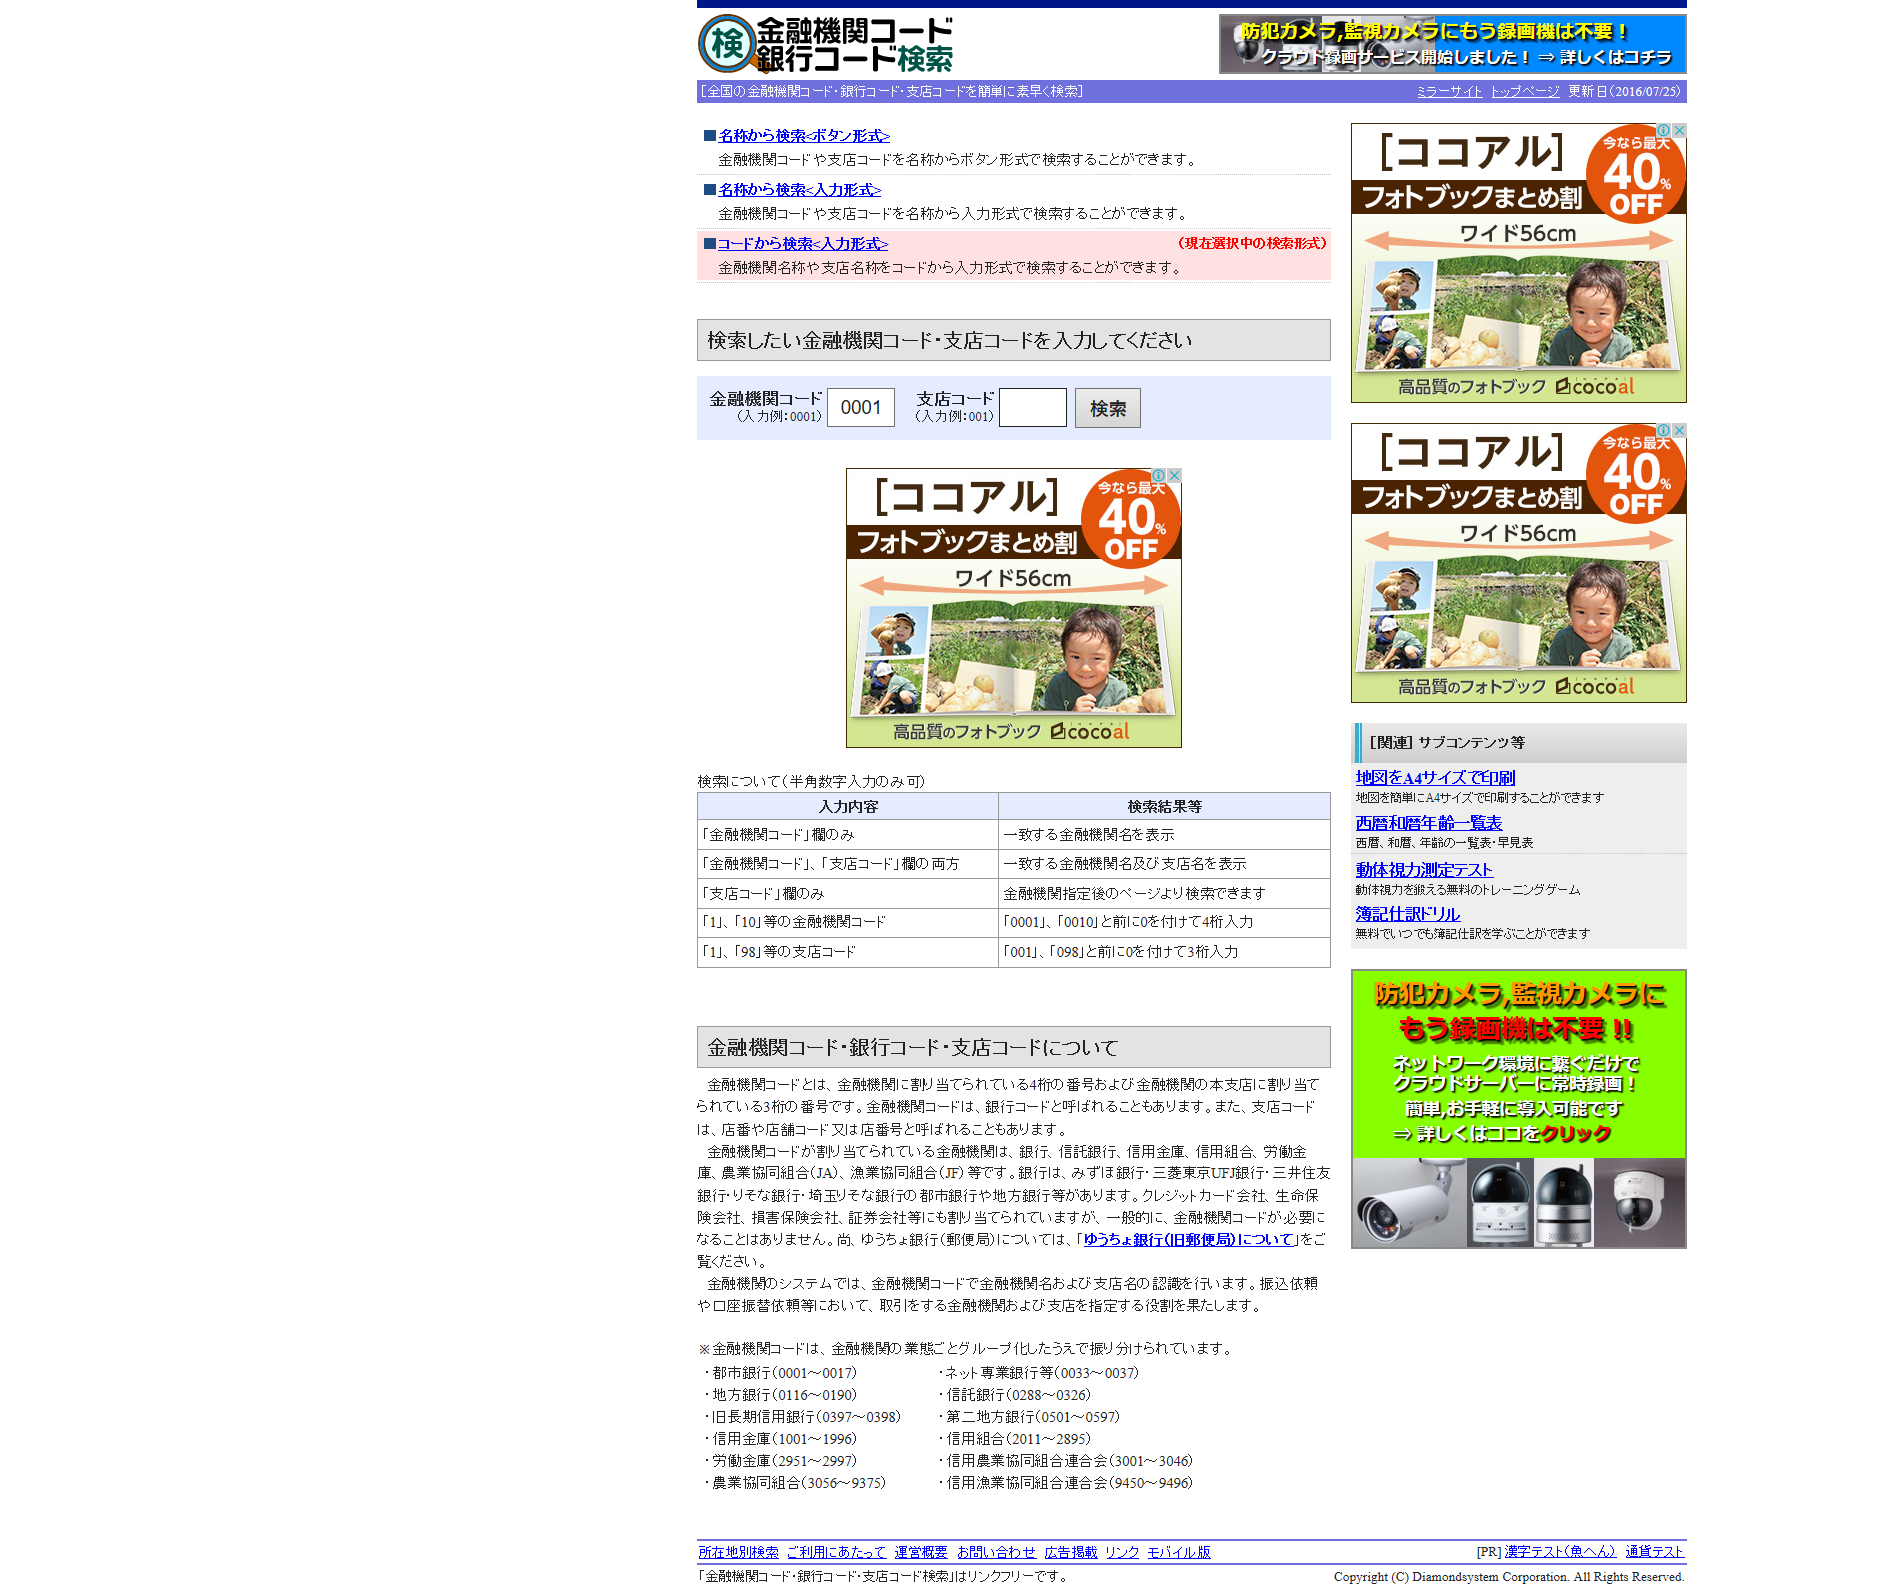 検 金融機関コード
銀行コード検索
防犯カメラ,監視カメラにもう録画機は不要！
クラウド録画サービス開始しました！ ⇒ 詳しくはコチラ
［全国の金融機関コード・銀行コード・支店コードを簡単に素早く検索］
ミラーサイト トップページ 更新日（2016/07/25）
■名称から検索<ボタン形式>
金融機関コードや支店コードを名称からボタン形式で検索することができます。
■名称から検索<入力形式>
金融機関コードや支店コードを名称から入力形式で検索することができます。
■コードから検索<入力形式> （現在選択中の検索形式）
金融機関名称や支店名称をコードから入力形式で検索することができます。
検索したい金融機関コード・支店コードを入力してください
金融機関コード 0001 支店コード 検索
（入力例：0001） （入力例：001）
［ココアル］
今なら最大
40%
OFF
フォトブックまとめ割
ワイド56cm
高品質のフォトブック cocoal
検索について（半角数字入力のみ可）
入力内容 検索結果等
「金融機関コード」欄のみ 一致する金融機関名を表示
「金融機関コード」、「支店コード」欄の両方 一致する金融機関名及び支店名を表示
「支店コード」欄のみ 金融機関指定後のページより検索できます
「1」、「10」等の金融機関コード 「0001」、「0010」と前に0を付けて4桁入力
「1」、「98」等の支店コード 「001」、「098」と前に0を付けて3桁入力
金融機関コード・銀行コード・支店コードについて
金融機関コードとは、金融機関に割り当てられている4桁の番号および金融機関の本支店に割り当て
られている3桁の番号です。金融機関コードは、銀行コードと呼ばれることもあります。また、支店コード
は、店番や店舗コード又は店番号と呼ばれることもあります。
金融機関コードが割り当てられている金融機関は、銀行、信託銀行、信用金庫、信用組合、労働金
庫、農業協同組合（JA）、漁業協同組合（JF）等です。銀行は、みずほ銀行・三菱東京UFJ銀行・三井住友
銀行・りそな銀行・埼玉りそな銀行の都市銀行や地方銀行等があります。クレジットカード会社、生命保
険会社、損害保険会社、証券会社等にも割り当てられていますが、一般的に、金融機関コードが必要に
なることはありません。尚、ゆうちょ銀行（郵便局）については、「ゆうちょ銀行（旧郵便局）について」をご
覧ください。
金融機関のシステムでは、金融機関コードで金融機関名および支店名の認識を行います。振込依頼
や口座振替依頼等において、取引をする金融機関および支店を指定する役割を果たします。
※金融機関コードは、金融機関の業態ごとグループ化したうえで振り分けられています。
・都市銀行（0001～0017） ・ネット専業銀行等（0033～0037）
・地方銀行（0116～0190） ・信託銀行（0288～0326）
・旧長期信用銀行（0397～0398） ・第二地方銀行（0501～0597）
・信用金庫（1001～1996） ・信用組合（2011～2895）
・労働金庫（2951～2997） ・信用農業協同組合連合会（3001～3046）
・農業協同組合（3056～9375） ・信用漁業協同組合連合会（9450～9496）
［ココアル］
今なら最大
40%
OFF
フォトブックまとめ割
ワイド56cm
高品質のフォトブック cocoal
［ココアル］
今なら最大
40%
OFF
フォトブックまとめ割
ワイド56cm
高品質のフォトブック cocoal
［関連］ サブコンテンツ等
地図をA4サイズで印刷
地図を簡単にA4サイズで印刷することができます
西暦和暦年齢一覧表
西暦、和暦、年齢の一覧表・早見表
動体視力測定テスト
動体視力を鍛える無料のトレーニングゲーム
簿記仕訳ドリル
無料でいつでも簿記仕訳を学ぶことができます
防犯カメラ,監視カメラに
もう録画機は不要 !!
ネットワーク環境に繋ぐだけで
クラウドサーバーに常時録画！
簡単,お手軽に導入可能です
⇒ 詳しくはココをクリック
所在地別検索 ご利用にあたって 運営概要 お問い合わせ 広告掲載 リンク モバイル版 [PR] 漢字テスト（魚へん） 通貨テスト
「金融機関コード・銀行コード・支店コード検索」はリンクフリーです。 Copyright (C) Diamondsystem Corporation. All Rights Reserved.